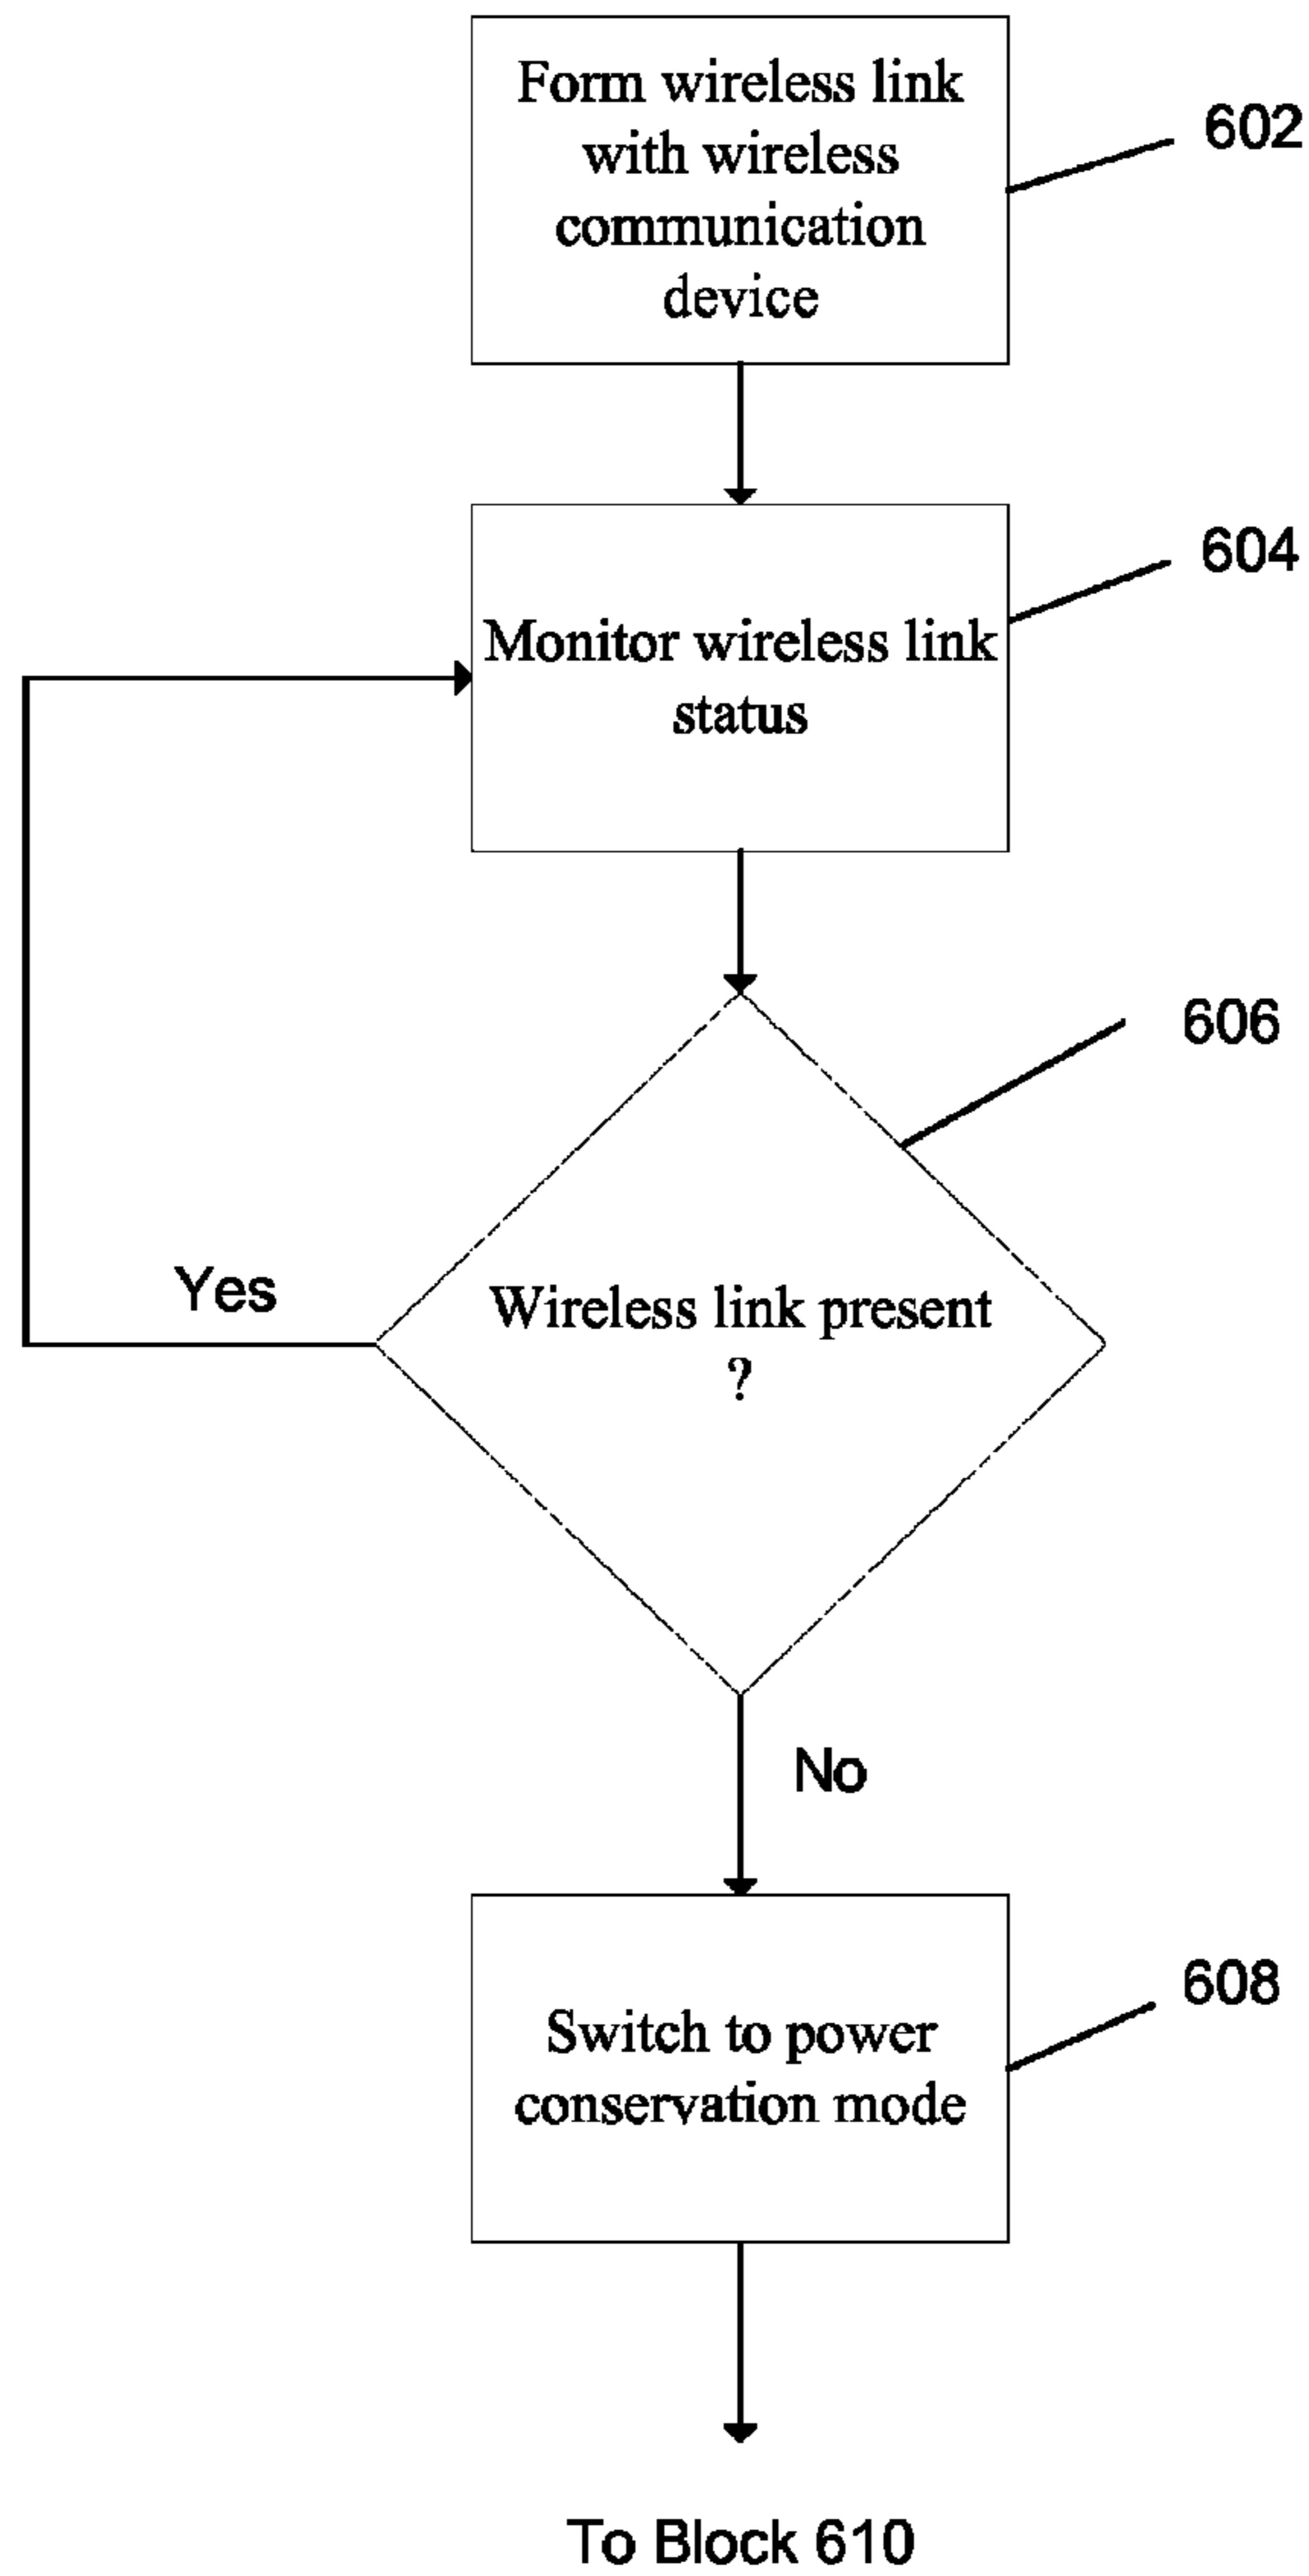 Form wireless link
with wireless
communication
device
602
604
Monitor wireless link
status
606
Yes
Wireless link present
?
No
608
Switch to power
conservation mode
To Block 610